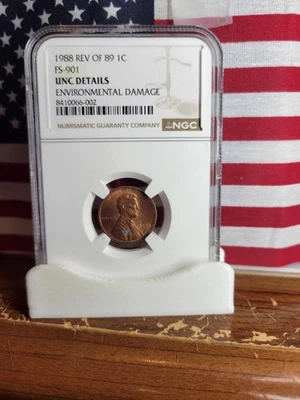 1988 REV OF 89 1C
FS-901
UNC DETAILS
ENVIRONMENTAL DAMAGE
8410066-002
NUMISMATIC GUARANTY COMPANY NGC